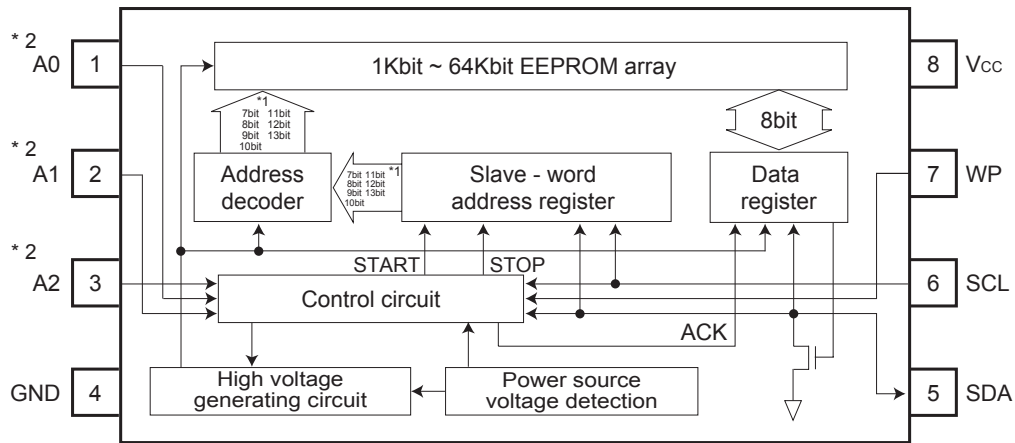 * 2
A0 1
1Kbit ~ 64Kbit EEPROM array
8 Vcc
*1
7bit 11bit
8bit 12bit
9bit 13bit
10bit
8bit
* 2
A1 2
Address
decoder
7bit 11bit *1
8bit 12bit
9bit 13bit
10bit
Slave - word
address register
Data
register
7 WP
* 2
A2 3
START
STOP
Control circuit
6 SCL
ACK
GND 4
High voltage
generating circuit
Power source
voltage detection
5 SDA